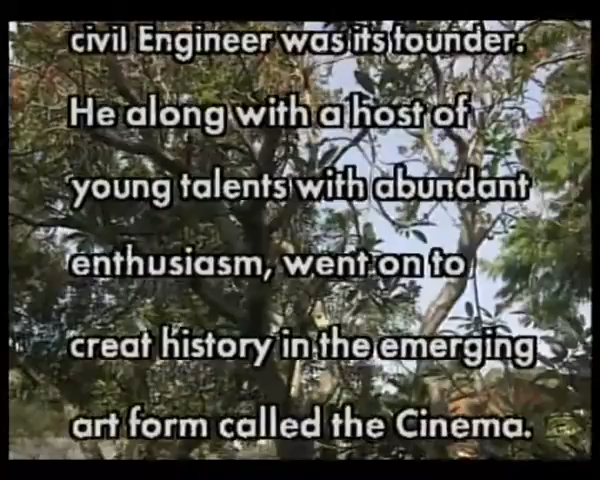 civil Engineer was its founder.
He along with a host of
young talents with abundant
enthusiasm, went on to
creat history in the emerging
art form called the Cinema.